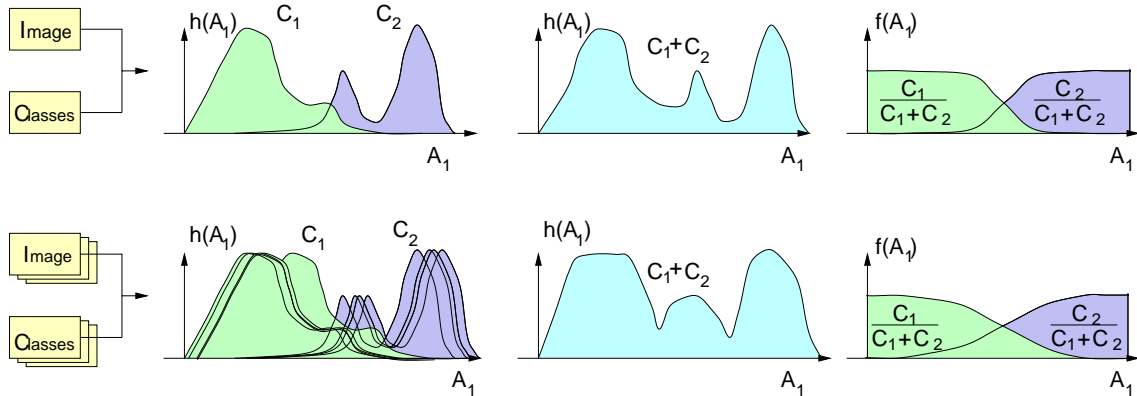 Image
Classes
h(A₁)
C₁
C₂
A₁
h(A₁)
C₁+C₂
A₁
f(A₁)
C₁
C₁+C₂
C₂
C₁+C₂
A₁
Image
Classes
h(A₁)
C₁
C₂
A₁
h(A₁)
C₁+C₂
A₁
f(A₁)
C₁
C₁+C₂
C₂
C₁+C₂
A₁